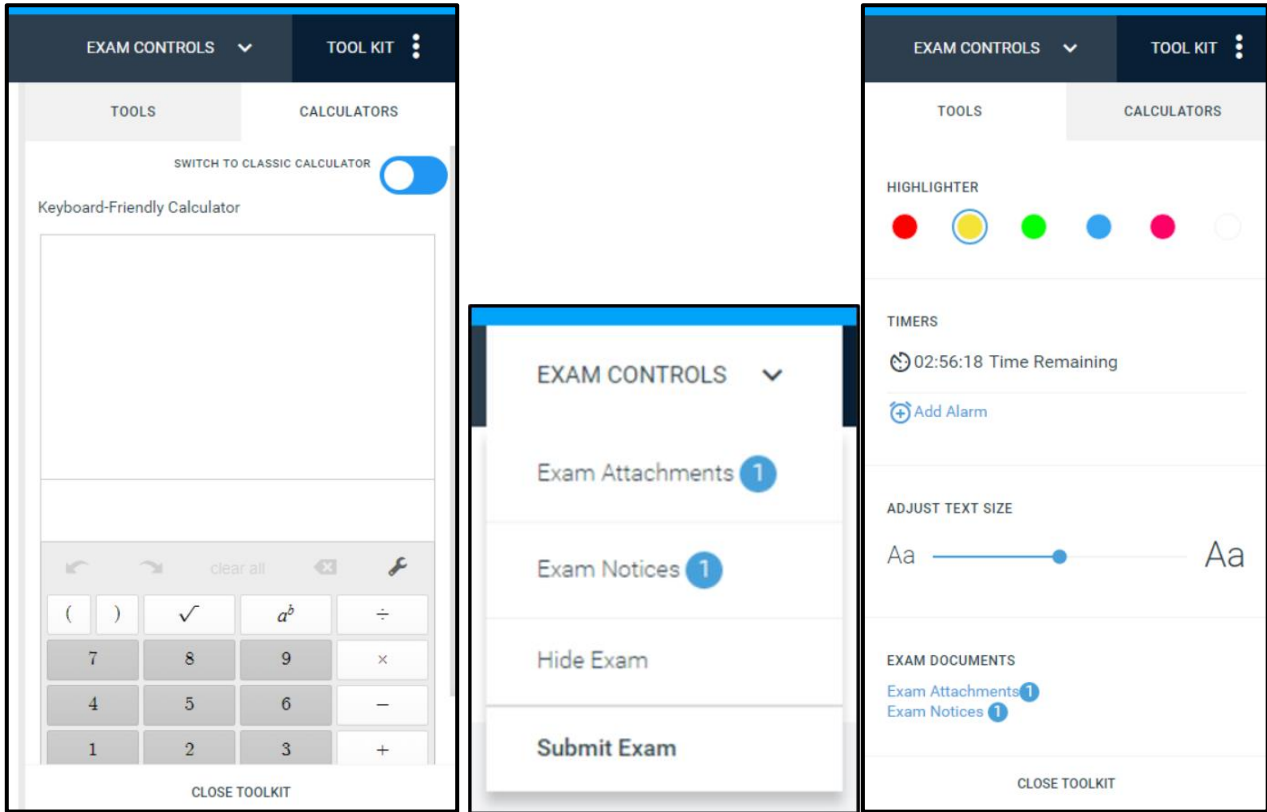 EXAM CONTROLS TOOL KIT
TOOLS CALCULATORS
SWITCH TO CLASSIC CALCULATOR
Keyboard-Friendly Calculator
clear all
( ) √ aᵇ ÷
7 8 9 ×
4 5 6 −
1 2 3 +
CLOSE TOOLKIT
EXAM CONTROLS
Exam Attachments 1
Exam Notices 1
Hide Exam
Submit Exam
EXAM CONTROLS TOOL KIT
TOOLS CALCULATORS
HIGHLIGHTER
TIMERS
02:56:18 Time Remaining
Add Alarm
ADJUST TEXT SIZE
Aa Aa
EXAM DOCUMENTS
Exam Attachments 1
Exam Notices 1
CLOSE TOOLKIT